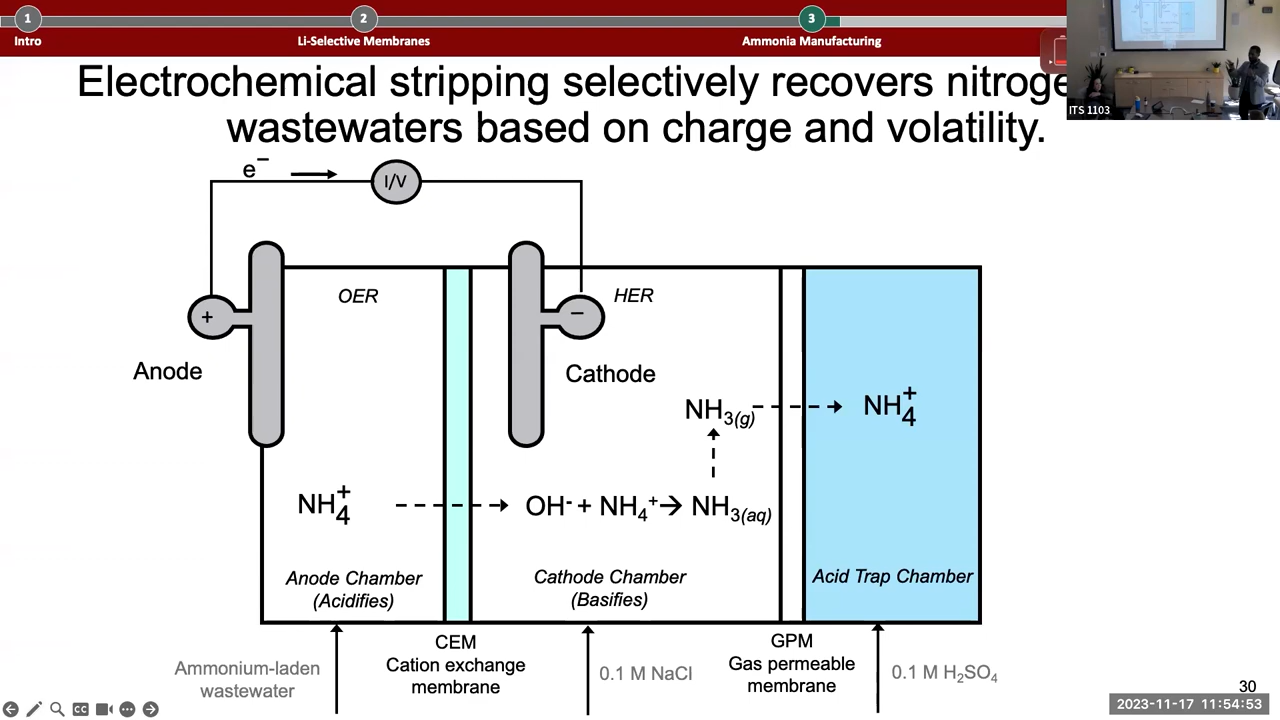 1
2
3
Intro
Li-Selective Membranes
Ammonia Manufacturing
ITS 1103
Electrochemical stripping selectively recovers
wastewaters based on charge and volatility.
e⁻
I/V
OER
HER
+
−
Anode
Cathode
NH₃(g)
NH₄⁺
NH₄⁺
OH⁻ + NH₄⁺→ NH₃(aq)
Anode Chamber
(Acidifies)
Cathode Chamber
(Basifies)
Acid Trap Chamber
Ammonium-laden
wastewater
CEM
Cation exchange
membrane
0.1 M NaCl
GPM
Gas permeable
membrane
0.1 M H₂SO₄
30
2023-11-17 11:54:53
CC